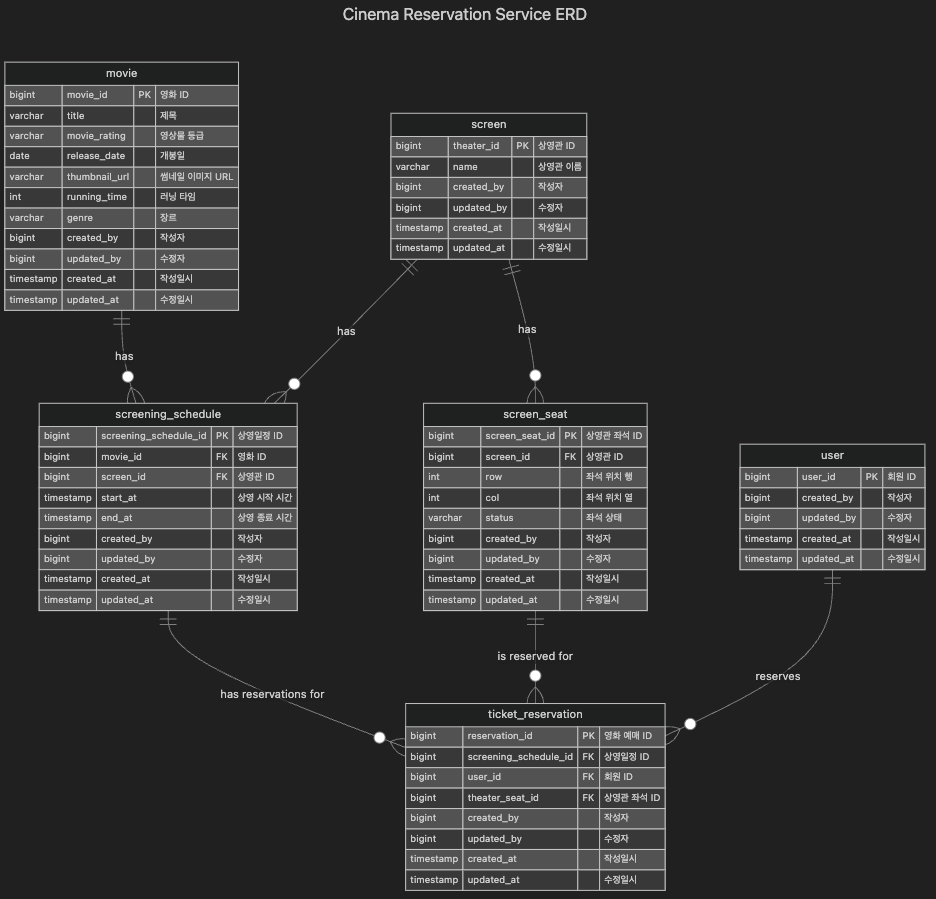 Cinema Reservation Service ERD
movie
bigint movie_id PK 영화 ID
varchar title 제목
varchar movie_rating 영상물 등급
date release_date 개봉일
varchar thumbnail_url 썸네일 이미지 URL
int running_time 러닝 타임
varchar genre 장르
bigint created_by 작성자
bigint updated_by 수정자
timestamp created_at 작성일시
timestamp updated_at 수정일시
screen
bigint theater_id PK 상영관 ID
varchar name 상영관 이름
bigint created_by 작성자
bigint updated_by 수정자
timestamp created_at 작성일시
timestamp updated_at 수정일시
has
has
has
screening_schedule
bigint screening_schedule_id PK 상영일정 ID
bigint movie_id FK 영화 ID
bigint screen_id FK 상영관 ID
timestamp start_at 상영 시작 시간
timestamp end_at 상영 종료 시간
bigint created_by 작성자
bigint updated_by 수정자
timestamp created_at 작성일시
timestamp updated_at 수정일시
screen_seat
bigint screen_seat_id PK 상영관 좌석 ID
bigint screen_id FK 상영관 ID
int row 좌석 위치 행
int col 좌석 위치 열
varchar status 좌석 상태
bigint created_by 작성자
bigint updated_by 수정자
timestamp created_at 작성일시
timestamp updated_at 수정일시
user
bigint user_id PK 회원 ID
bigint created_by 작성자
bigint updated_by 수정자
timestamp created_at 작성일시
timestamp updated_at 수정일시
has reservations for
is reserved for
reserves
ticket_reservation
bigint reservation_id PK 영화 예매 ID
bigint screening_schedule_id FK 상영일정 ID
bigint user_id FK 회원 ID
bigint theater_seat_id FK 상영관 좌석 ID
bigint created_by 작성자
bigint updated_by 수정자
timestamp created_at 작성일시
timestamp updated_at 수정일시